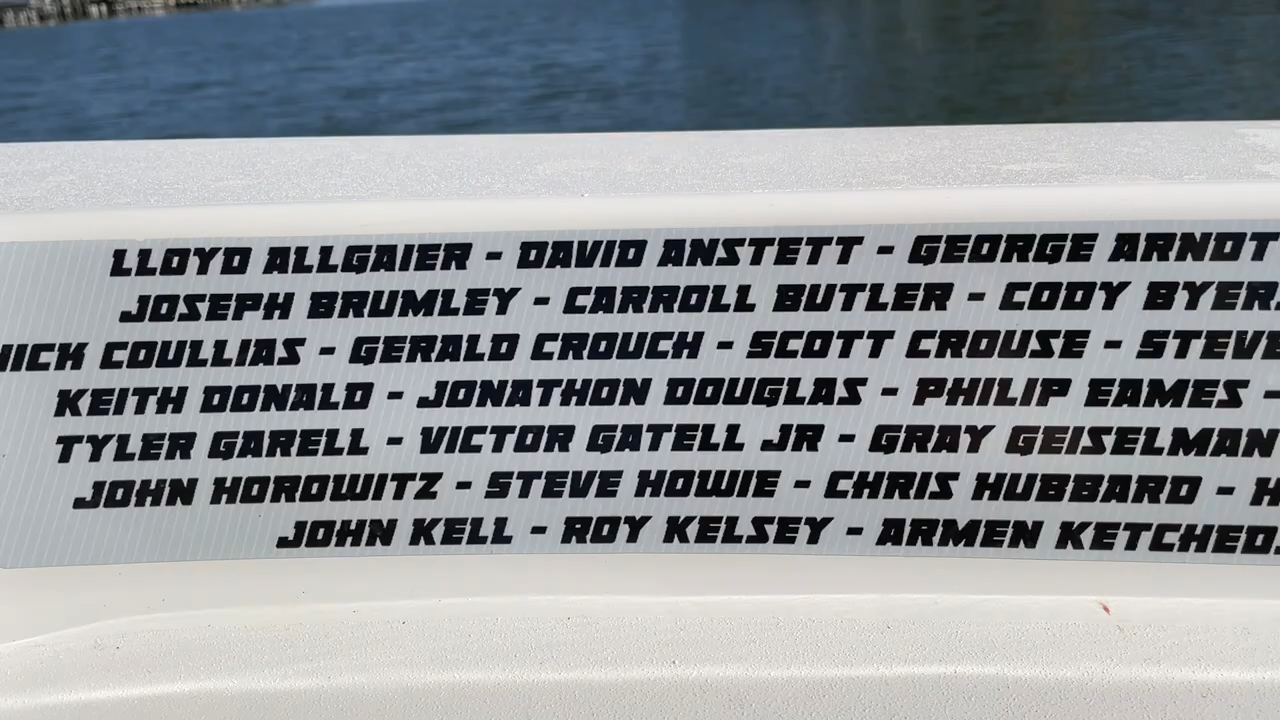 LLOYD ALLGAIER - DAVID ANSTETT - GEORGE ARNDT
JOSEPH BRUMLEY - CARROLL BUTLER - CODY
COULLIAS - GERALD CROUCH - SCOTT CROUSE - STEVE
KEITH DONALD - JONATHON DOUGLAS - PHILIP EAMES -
TYLER GARELL - VICTOR GATELL JR - GRAY GEISELMAN
JOHN HOROWITZ - STEVE HOWIE - CHRIS HUBBARD -
JOHN KELL - ROY KELSEY - ARMEN